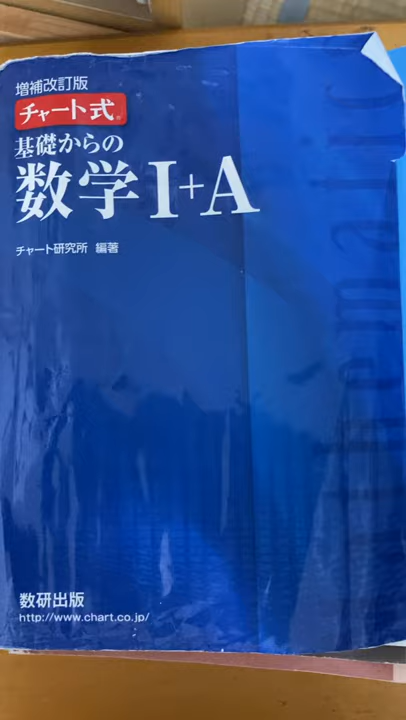 増補改訂版
チャート式®
基礎からの
数学I+A
チャート研究所 編著
数研出版
http://www.chart.co.jp/